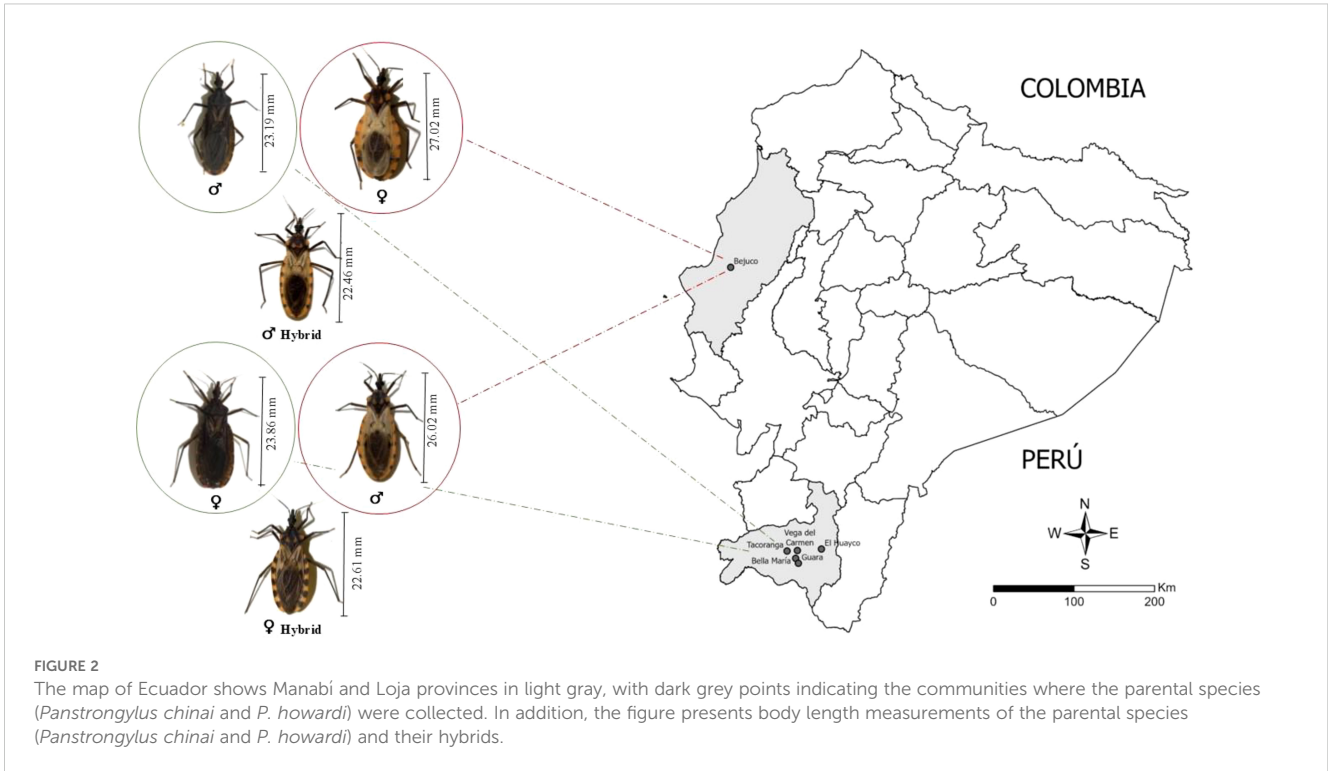 23.19 mm
♂
27.02 mm
♀
22.46 mm
♂ Hybrid
23.86 mm
♀
26.02 mm
♂
22.61 mm
♀ Hybrid
COLOMBIA
Bejuco
PERÚ
Vega del
Tacoranga Carmen El Huayco
Bella María Guara
N
W E
S
Km
0 100 200
FIGURE 2
The map of Ecuador shows Manabí and Loja provinces in light gray, with dark grey points indicating the communities where the parental species
(Panstrongylus chinai and P. howardi) were collected. In addition, the figure presents body length measurements of the parental species
(Panstrongylus chinai and P. howardi) and their hybrids.